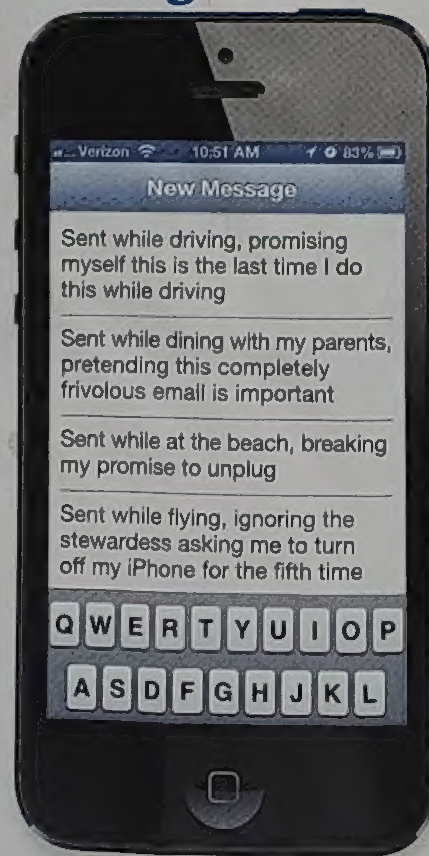 Verizon 10:51 AM 83%
New Message
Sent while driving, promising
myself this is the last time I do
this while driving
Sent while dining with my parents,
pretending this completely
frivolous email is important
Sent while at the beach, breaking
my promise to unplug
Sent while flying, ignoring the
stewardess asking me to turn
off my iPhone for the fifth time
Q W E R T Y U I O P
A S D F G H J K L